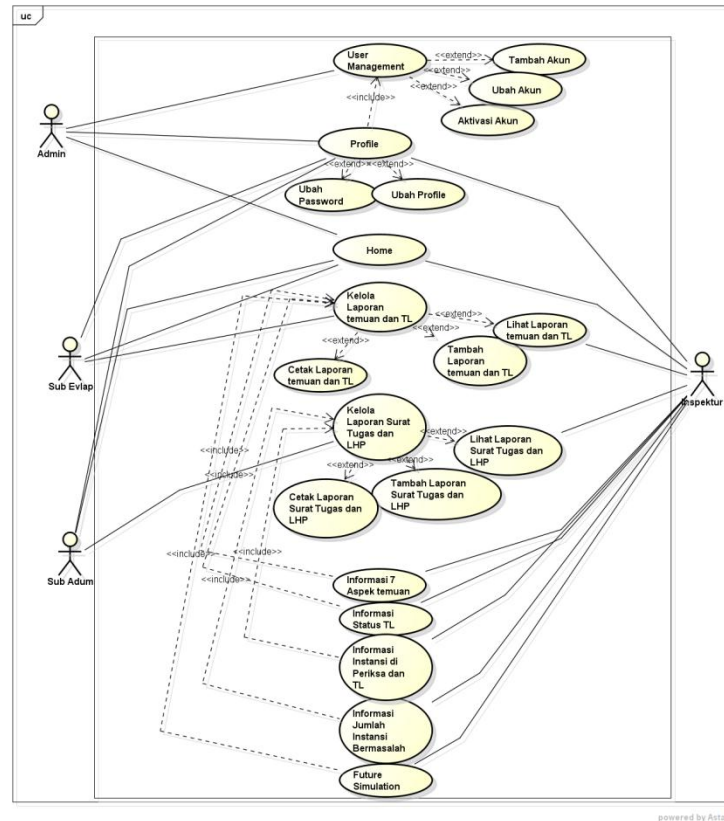 uc
User
Management
<<extend>>
Tambah Akun
<<extend>>
Ubah Akun
<<extend>>
Aktivasi Akun
<<include>>
Admin
Profile
<<extend>>
<<extend>>
Ubah
Password
Ubah Profile
Home
Kelola
Laporan
temuan dan TL
<<extend>>
Lihat Laporan
temuan dan TL
<<extend>>
Tambah
Laporan
temuan dan TL
<<extend>>
Cetak Laporan
temuan dan TL
Sub Evlap
Inspektur
Kelola
Laporan Surat
Tugas dan
LHP
<<extend>>
Lihat Laporan
Surat Tugas dan
LHP
<<extend>>
Tambah Laporan
Surat Tugas dan
LHP
<<extend>>
Cetak Laporan
Surat Tugas dan
LHP
<<include>>
<<include>>
<<include>>
<<include>>
<<include>>
Sub Adum
Informasi 7
Aspek temuan
Informasi
Status TL
Informasi
Instansi di
Periksa dan
TL
Informasi
Jumlah
Instansi
Bermasalah
Future
Simulation
powered by Asta